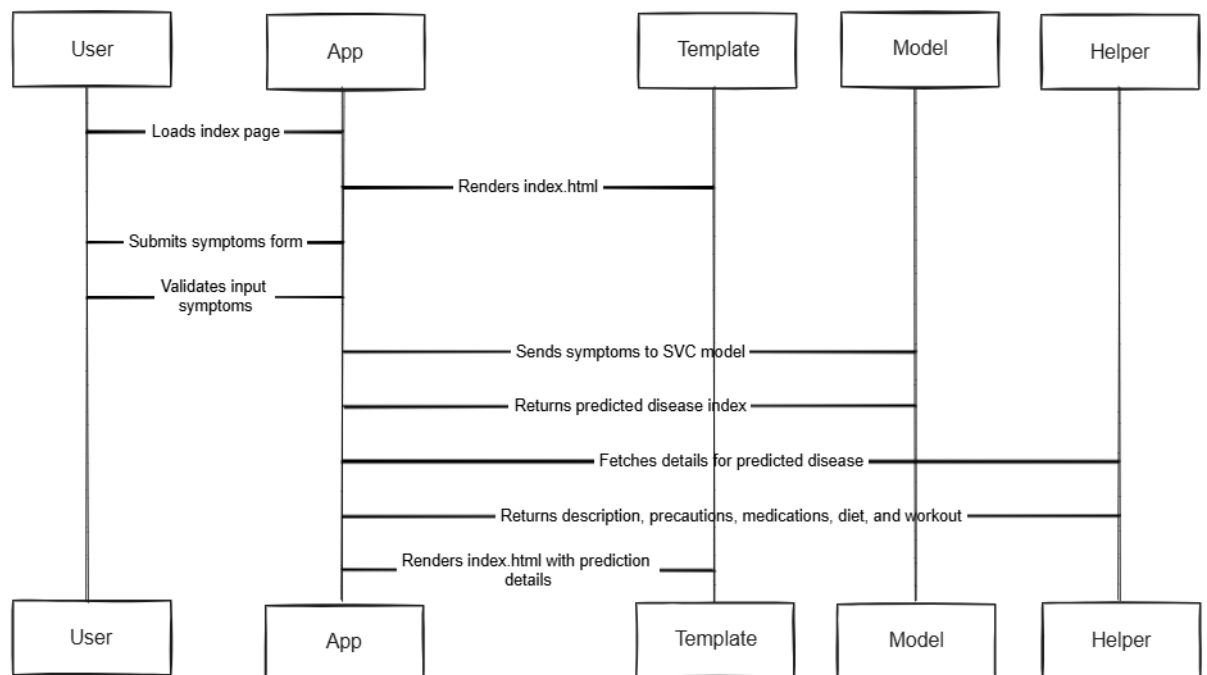 User
App
Template
Model
Helper
Loads index page
Renders index.html
Submits symptoms form
Validates input
symptoms
Sends symptoms to SVC model
Returns predicted disease index
Fetches details for predicted disease
Returns description, precautions, medications, diet, and workout
Renders index.html with prediction
details
User
App
Template
Model
Helper